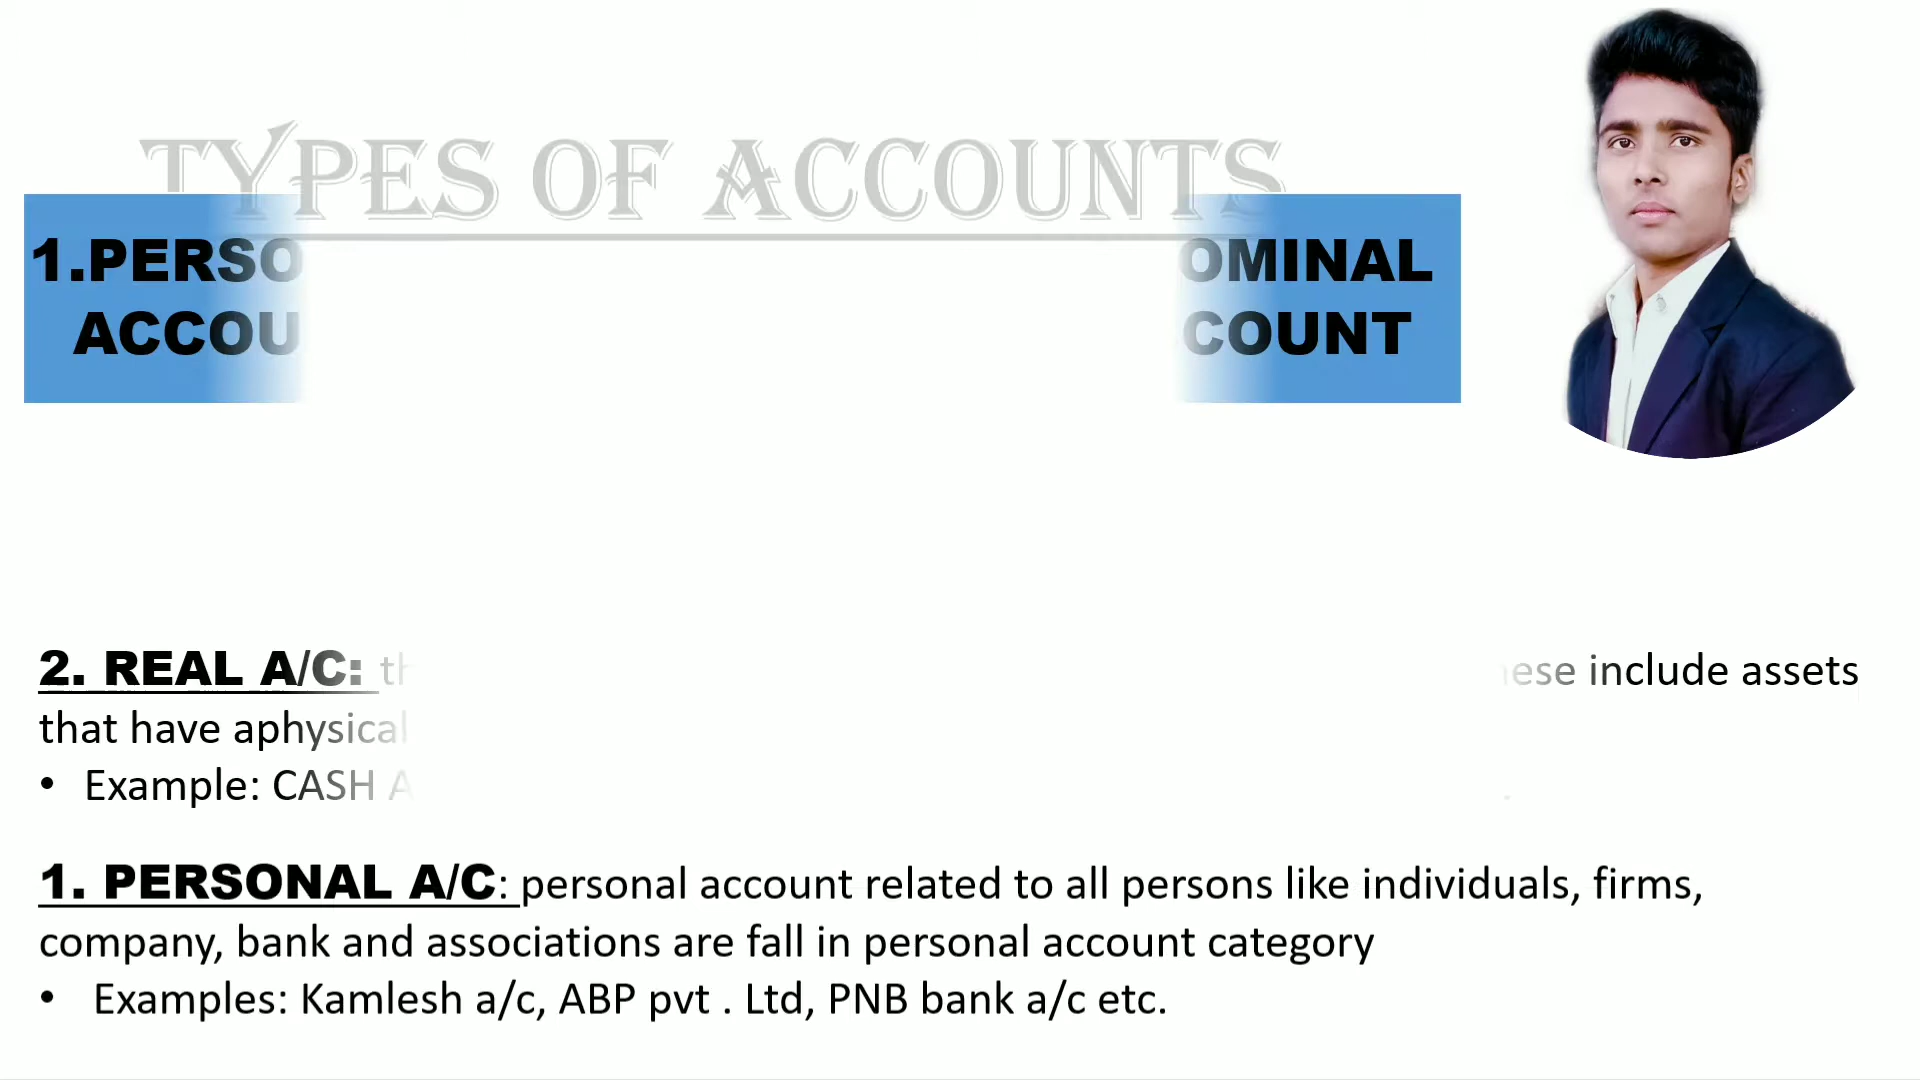 TYPES OF ACCOUNTS
1.PERSO
ACCOU
OMINAL
COUNT
2. REAL A/C: th
ese include assets
that have aphysical
• Example: CASH A
1. PERSONAL A/C: personal account related to all persons like individuals, firms,
company, bank and associations are fall in personal account category
• Examples: Kamlesh a/c, ABP pvt . Ltd, PNB bank a/c etc.